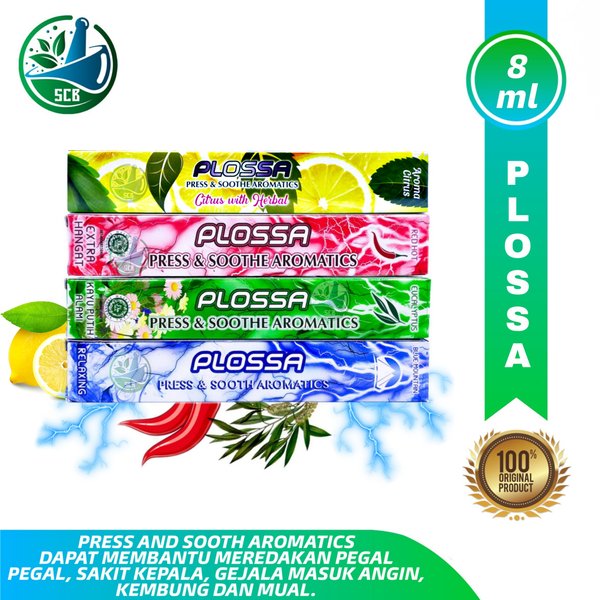 SCB
8
ml
PLOSSA
PLOSSA
PRESS & SOOTHE AROMATICS
Citrus with Herbal
Aroma
Citrus
EXTRA
HANGAT
PLOSSA
PRESS & SOOTHE AROMATICS
RED HOT
KAYU PUTIH
ALAMI
PLOSSA
PRESS & SOOTHE AROMATICS
EUCALYPTUS
RELAXING
PLOSSA
PRESS & SOOTH AROMATICS
BLUE MOUNTAIN
100%
ORIGINAL
PRODUCT
PRESS AND SOOTH AROMATICS
DAPAT MEMBANTU MEREDAKAN PEGAL
PEGAL, SAKIT KEPALA, GEJALA MASUK ANGIN,
KEMBUNG DAN MUAL.